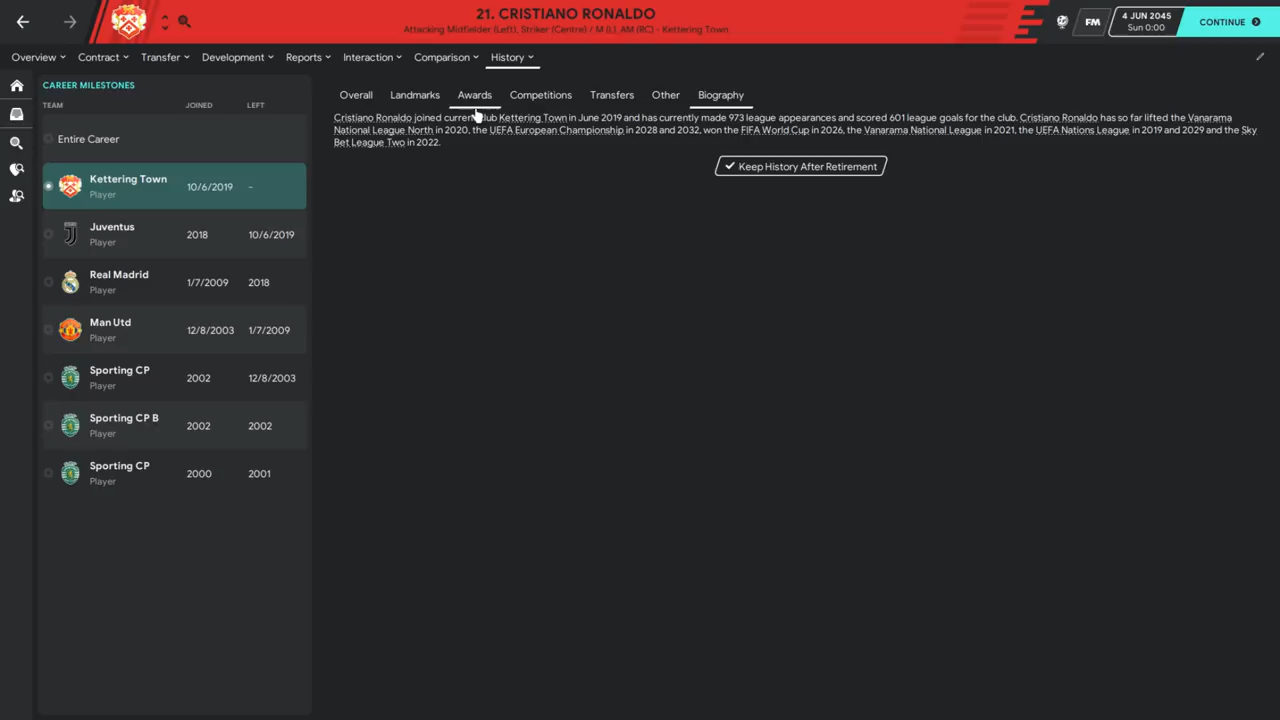 21. CRISTIANO RONALDO
Attacking Midfielder (Left), Striker (Centre) / M (L), AM (RC) - Kettering Town
FM
4 JUN 2045
Sun 0:00
CONTINUE
Overview
Contract
Transfer
Development
Reports
Interaction
Comparison
History
CAREER MILESTONES
TEAM JOINED LEFT
Entire Career
Kettering Town
Player
10/6/2019 -
Juventus
Player
2018 10/6/2019
Real Madrid
Player
1/7/2009 2018
Man Utd
Player
12/8/2003 1/7/2009
Sporting CP
Player
2002 12/8/2003
Sporting CP B
Player
2002 2002
Sporting CP
Player
2000 2001
Overall
Landmarks
Awards
Competitions
Transfers
Other
Biography
Cristiano Ronaldo joined current club Kettering Town in June 2019 and has currently made 973 league appearances and scored 601 league goals for the club. Cristiano Ronaldo has so far lifted the Vanarama
National League North in 2020, the UEFA European Championship in 2028 and 2032, won the FIFA World Cup in 2026, the Vanarama National League in 2021, the UEFA Nations League in 2019 and 2029 and the Sky
Bet League Two in 2022.
Keep History After Retirement